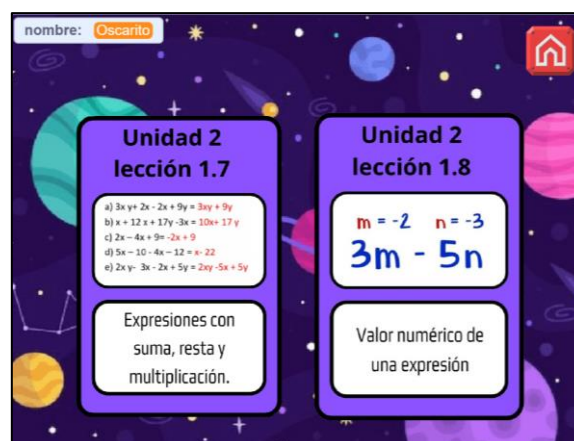 nombre: Oscarito
Unidad 2
lección 1.7
a) 3x y+ 2x - 2x + 9y = 3xy + 9y
b) x + 12 x + 17y -3x = 10x+ 17 y
c) 2x – 4x + 9= -2x + 9
d) 5x – 10 - 4x – 12 = x- 22
e) 2x y- 3x - 2x + 5y = 2xy -5x + 5y
Expresiones con
suma, resta y
multiplicación.
Unidad 2
lección 1.8
m = -2 n = -3
3m - 5n
Valor numérico de
una expresión